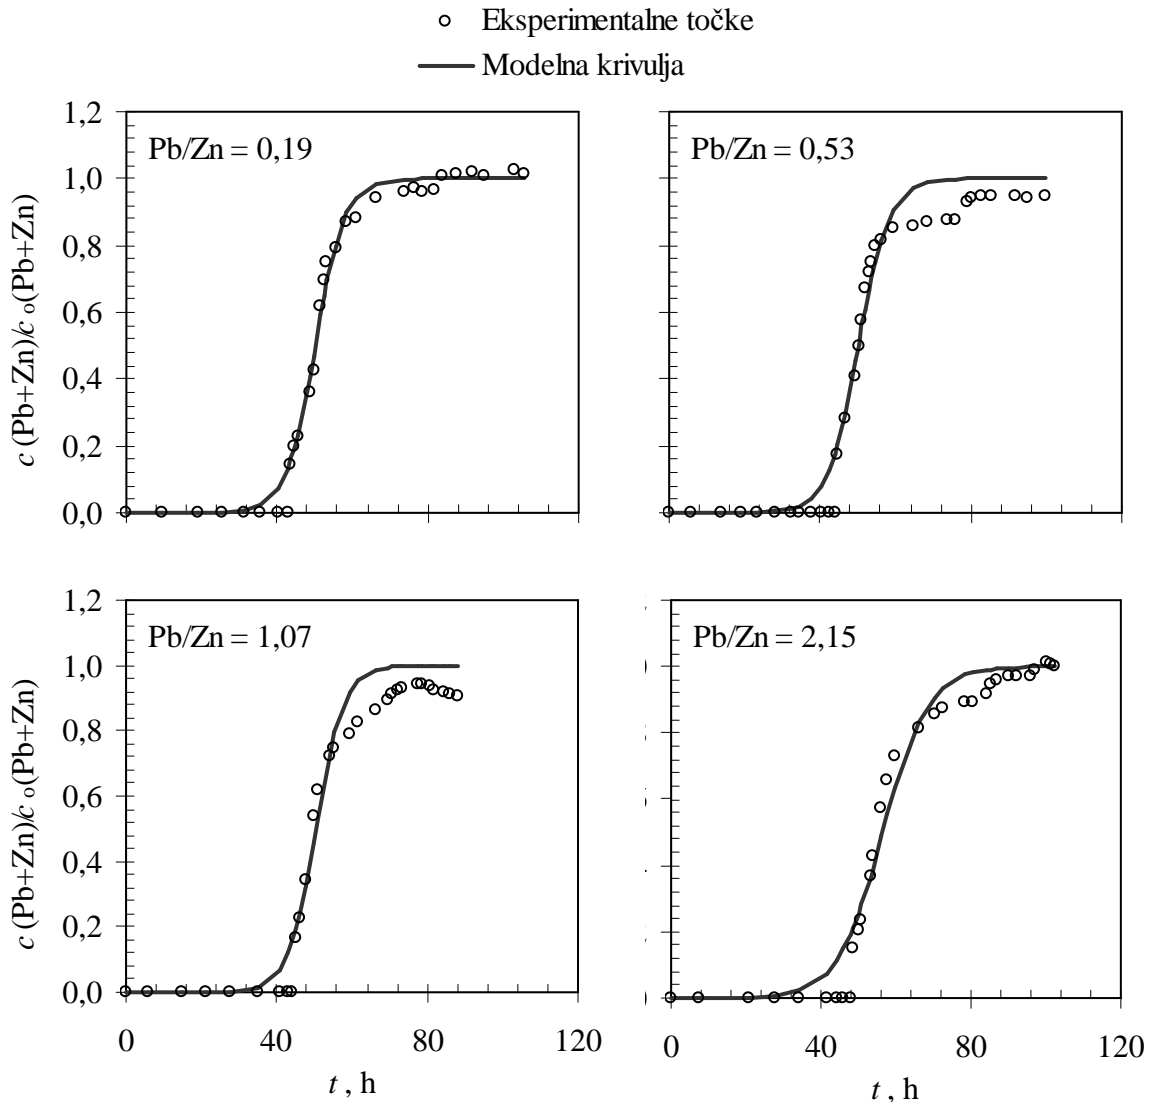 Eksperimentalne točke
Modelna krivulja
Pb/Zn = 0,19
Pb/Zn = 0,53
c (Pb+Zn)/c o(Pb+Zn)
1,2
1,0
0,8
0,6
0,4
0,2
0,0
Pb/Zn = 1,07
Pb/Zn = 2,15
c (Pb+Zn)/c o(Pb+Zn)
1,2
1,0
0,8
0,6
0,4
0,2
0,0
0 40 80 120
0 40 80 120
t , h
t , h